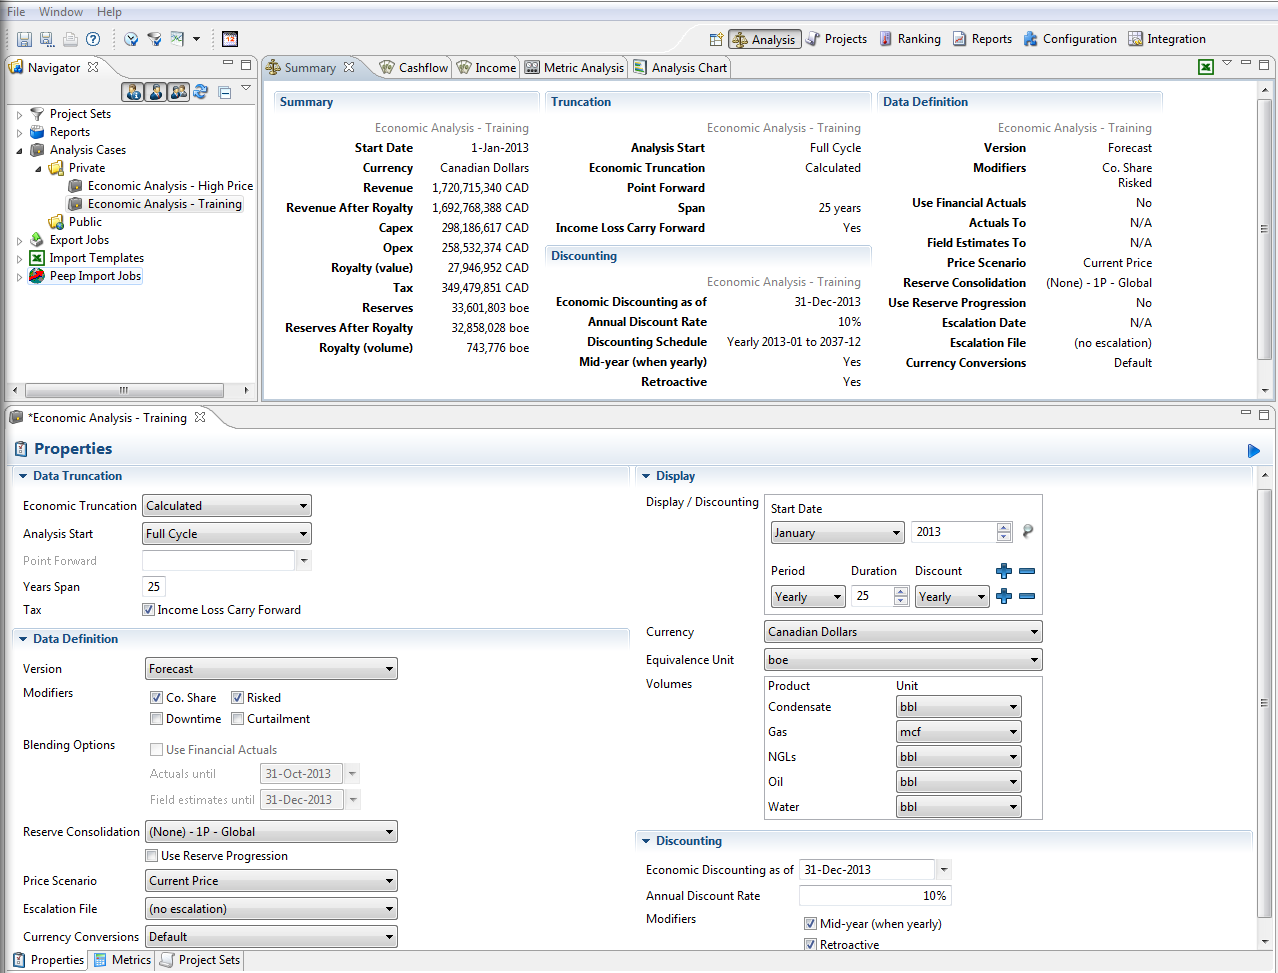 File Window Help
Analysis Projects Ranking Reports Configuration Integration
Navigator
Project Sets
Reports
Analysis Cases
Private
Economic Analysis - High Price
Economic Analysis - Training
Public
Export Jobs
Import Templates
Peep Import Jobs
Summary Cashflow Income Metric Analysis Analysis Chart
Summary
Economic Analysis - Training
Start Date 1-Jan-2013
Currency Canadian Dollars
Revenue 1,720,715,340 CAD
Revenue After Royalty 1,692,768,388 CAD
Capex 298,186,617 CAD
Opex 258,532,374 CAD
Royalty (value) 27,946,952 CAD
Tax 349,479,851 CAD
Reserves 33,601,803 boe
Reserves After Royalty 32,858,028 boe
Royalty (volume) 743,776 boe
Truncation
Economic Analysis - Training
Analysis Start Full Cycle
Economic Truncation Calculated
Point Forward
Span 25 years
Income Loss Carry Forward Yes
Discounting
Economic Analysis - Training
Economic Discounting as of 31-Dec-2013
Annual Discount Rate 10%
Discounting Schedule Yearly 2013-01 to 2037-12
Mid-year (when yearly) Yes
Retroactive Yes
Data Definition
Economic Analysis - Training
Version Forecast
Modifiers Co. Share
Risked
Use Financial Actuals No
Actuals To N/A
Field Estimates To N/A
Price Scenario Current Price
Reserve Consolidation (None) - 1P - Global
Use Reserve Progression No
Escalation Date N/A
Escalation File (no escalation)
Currency Conversions Default
*Economic Analysis - Training
Properties
Data Truncation
Economic Truncation Calculated
Analysis Start Full Cycle
Point Forward
Years Span 25
Tax Income Loss Carry Forward
Data Definition
Version Forecast
Modifiers Co. Share Risked
Downtime Curtailment
Blending Options Use Financial Actuals
Actuals until 31-Oct-2013
Field estimates until 31-Dec-2013
Reserve Consolidation (None) - 1P - Global
Use Reserve Progression
Price Scenario Current Price
Escalation File (no escalation)
Currency Conversions Default
Display
Display / Discounting Start Date
January 2013
Period Duration Discount
Yearly 25 Yearly
Currency Canadian Dollars
Equivalence Unit boe
Volumes Product Unit
Condensate bbl
Gas mcf
NGLs bbl
Oil bbl
Water bbl
Discounting
Economic Discounting as of 31-Dec-2013
Annual Discount Rate 10%
Modifiers Mid-year (when yearly)
Retroactive
Properties Metrics Project Sets